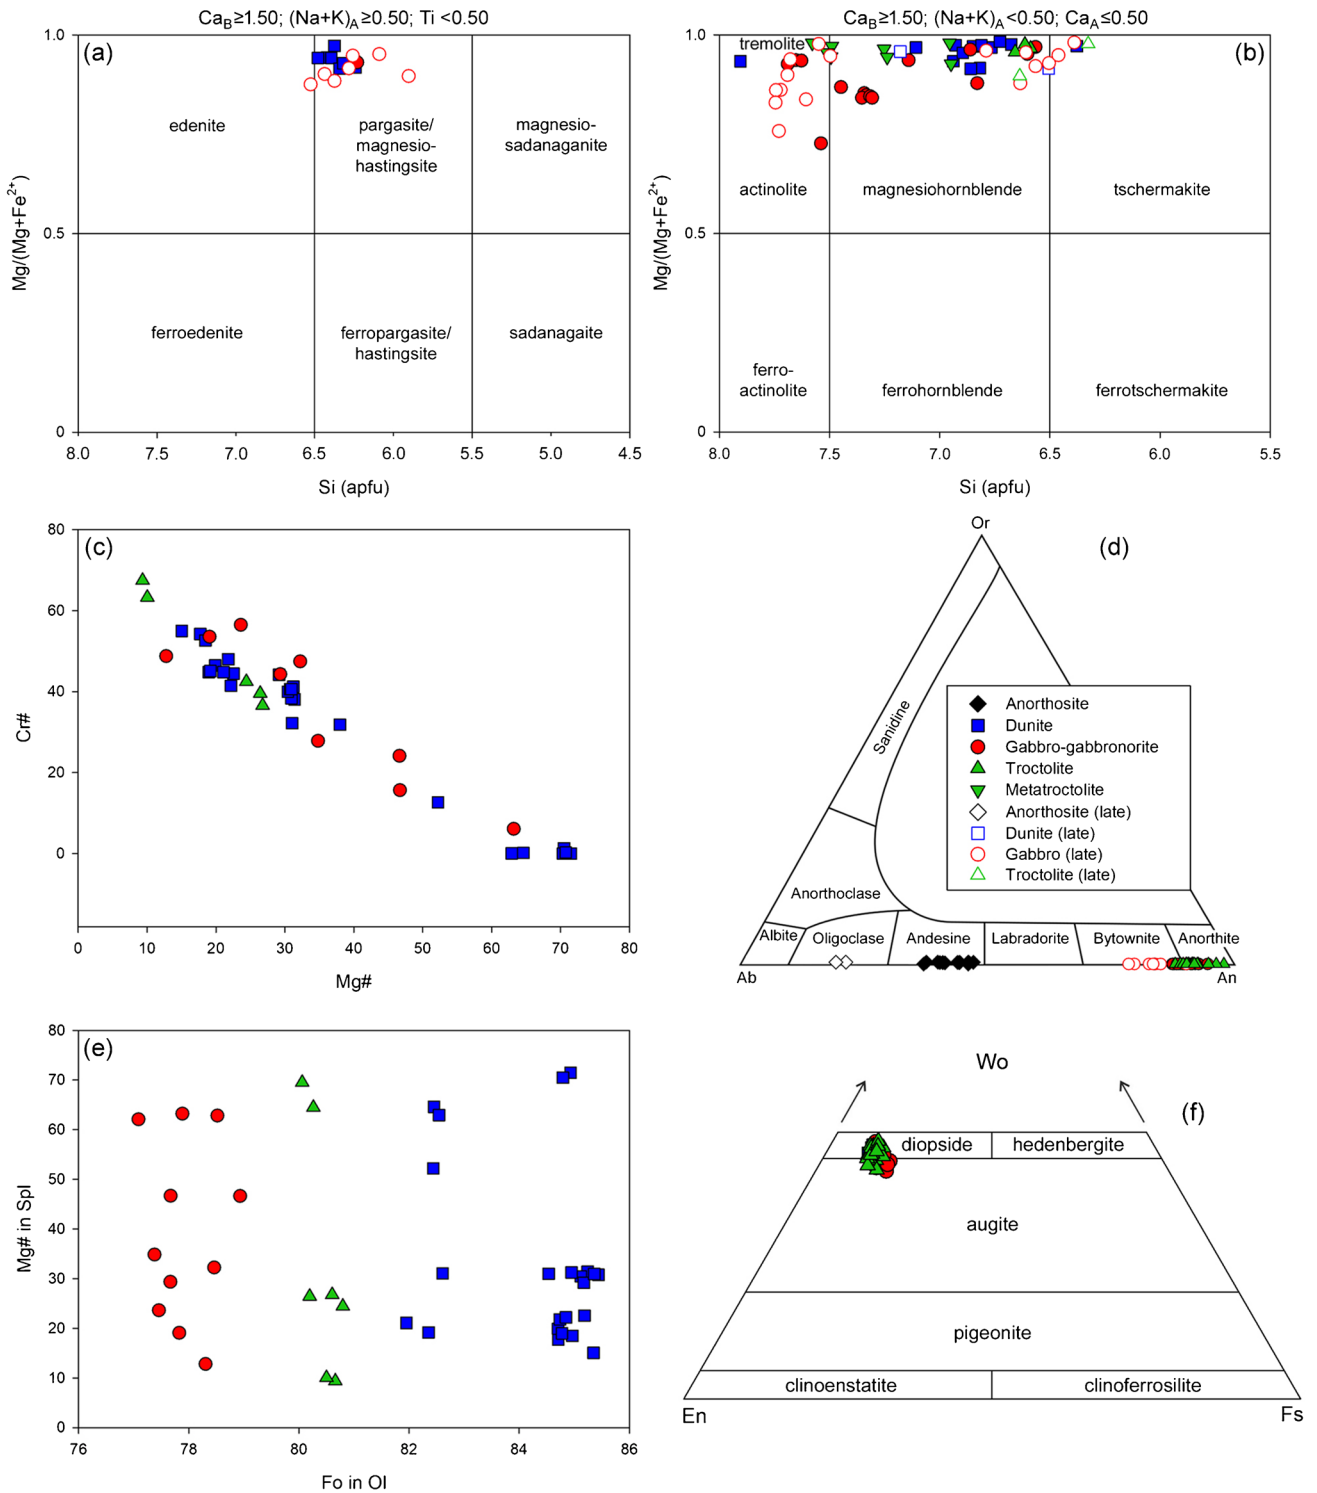 Ca_B≥1.50; (Na+K)_A≥0.50; Ti <0.50
(a)
1.0
0.5
0
Mg/(Mg+Fe²⁺)
edenite
pargasite/
magnesio-
hastingsite
magnesio-
sadanaganite
ferroedenite
ferropargasite/
hastingsite
sadanagaite
8.0 7.5 7.0 6.5 6.0 5.5 5.0 4.5
Si (apfu)
Ca_B≥1.50; (Na+K)_A<0.50; Ca_A≤0.50
(b)
1.0
0.5
0
Mg/(Mg+Fe²⁺)
tremolite
actinolite
magnesiohornblende
tschermakite
ferro-
actinolite
ferrohornblende
ferrotschermakite
8.0 7.5 7.0 6.5 6.0 5.5
Si (apfu)
(c)
80
60
40
20
0
Cr#
0 10 20 30 40 50 60 70 80
Mg#
(d)
Or
Sanidine
Anorthoclase
Albite
Oligoclase
Andesine
Labradorite
Bytownite
Anorthite
Ab
An
Anorthosite
Dunite
Gabbro-gabbronorite
Troctolite
Metatroctolite
Anorthosite (late)
Dunite (late)
Gabbro (late)
Troctolite (late)
(e)
80
70
60
50
40
30
20
10
0
Mg# in Spl
76 78 80 82 84 86
Fo in Ol
(f)
Wo
diopside
hedenbergite
augite
pigeonite
clinoenstatite
clinoferrosilite
En
Fs